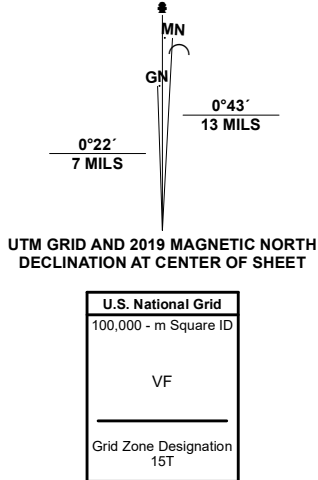 MN
GN
0°43´
13 MILS
0°22´
7 MILS
UTM GRID AND 2019 MAGNETIC NORTH
DECLINATION AT CENTER OF SHEET
U.S. National Grid
100,000 - m Square ID
VF
Grid Zone Designation
15T